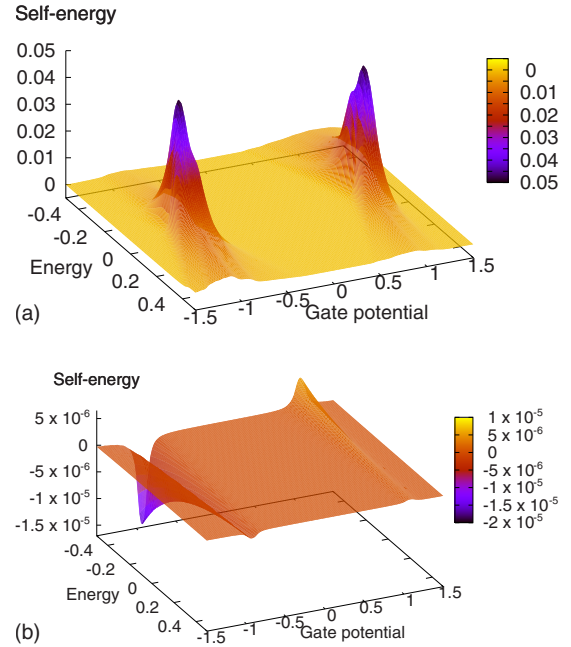 Self-energy
0.05
0.04
0.03
0.02
0.01
0
-0.4
-0.2
0
0.2
0.4
Energy
-1.5
-1
-0.5
0
0.5
1
1.5
Gate potential
0
0.01
0.02
0.03
0.04
0.05
(a)
Self-energy
5 x 10⁻⁶
0
-5 x 10⁻⁶
-1 x 10⁻⁵
-1.5 x 10⁻⁵
-0.4
-0.2
0
0.2
0.4
Energy
-1.5
-1
-0.5
0
0.5
1
1.5
Gate potential
1 x 10⁻⁵
5 x 10⁻⁶
0
-5 x 10⁻⁶
-1 x 10⁻⁵
-1.5 x 10⁻⁵
-2 x 10⁻⁵
(b)